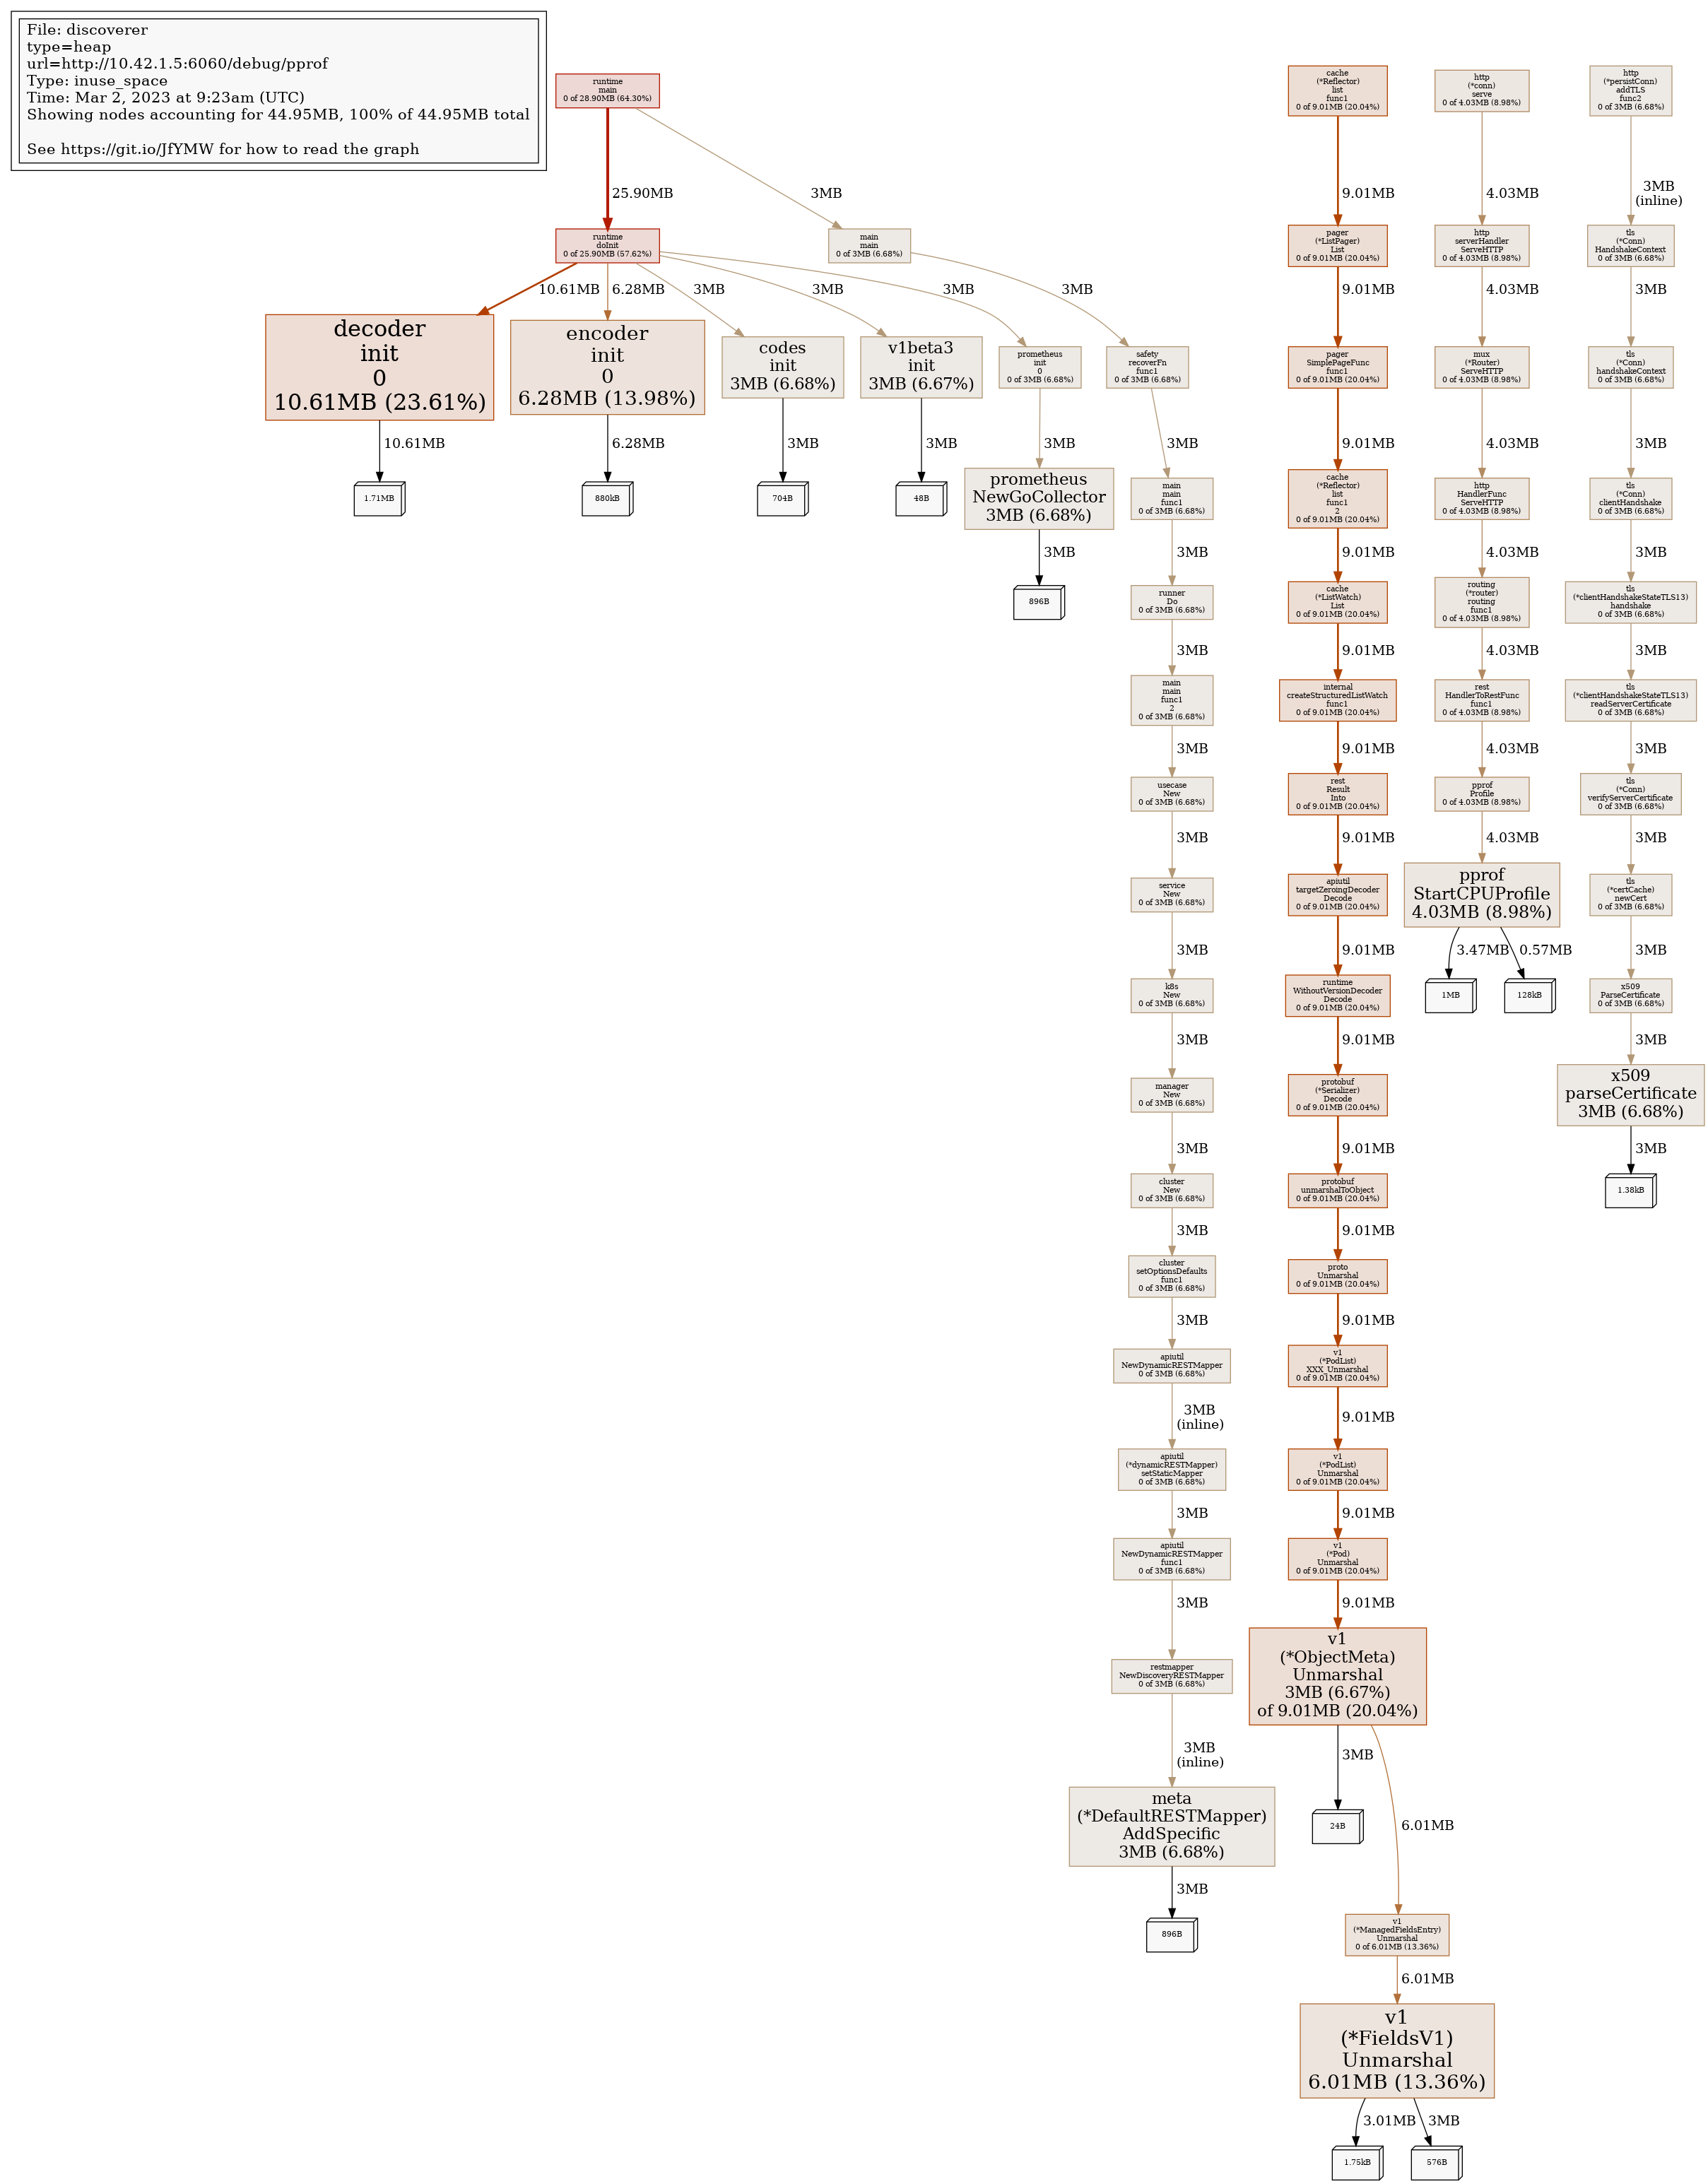 File: discoverer
type=heap
url=http://10.42.1.5:6060/debug/pprof
Type: inuse_space
Time: Mar 2, 2023 at 9:23am (UTC)
Showing nodes accounting for 44.95MB, 100% of 44.95MB total
See https://git.io/JfYMW for how to read the graph
runtime
main
0 of 28.90MB (64.30%)
25.90MB
3MB
runtime
doInit
0 of 25.90MB (57.62%)
main
main
0 of 3MB (6.68%)
10.61MB
6.28MB
3MB
3MB
3MB
3MB
decoder
init
0
10.61MB (23.61%)
10.61MB
1.71MB
encoder
init
0
6.28MB (13.98%)
6.28MB
880kB
codes
init
3MB (6.68%)
3MB
704B
v1beta3
init
3MB (6.67%)
3MB
48B
prometheus
init
0
0 of 3MB (6.68%)
3MB
prometheus
NewGoCollector
3MB (6.68%)
3MB
896B
safety
recoverFn
func1
0 of 3MB (6.68%)
3MB
main
main
func1
0 of 3MB (6.68%)
3MB
runner
Do
0 of 3MB (6.68%)
3MB
main
main
func1
2
0 of 3MB (6.68%)
3MB
usecase
New
0 of 3MB (6.68%)
3MB
service
New
0 of 3MB (6.68%)
3MB
k8s
New
0 of 3MB (6.68%)
3MB
manager
New
0 of 3MB (6.68%)
3MB
cluster
New
0 of 3MB (6.68%)
3MB
cluster
setOptionsDefaults
func1
0 of 3MB (6.68%)
3MB
apiutil
NewDynamicRESTMapper
0 of 3MB (6.68%)
3MB
(inline)
apiutil
(*dynamicRESTMapper)
setStaticMapper
0 of 3MB (6.68%)
3MB
apiutil
NewDynamicRESTMapper
func1
0 of 3MB (6.68%)
3MB
restmapper
NewDiscoveryRESTMapper
0 of 3MB (6.68%)
3MB
(inline)
meta
(*DefaultRESTMapper)
AddSpecific
3MB (6.68%)
3MB
896B
cache
(*Reflector)
list
func1
0 of 9.01MB (20.04%)
9.01MB
pager
(*ListPager)
List
0 of 9.01MB (20.04%)
9.01MB
pager
SimplePageFunc
func1
0 of 9.01MB (20.04%)
9.01MB
cache
(*Reflector)
list
func1
2
0 of 9.01MB (20.04%)
9.01MB
cache
(*ListWatch)
List
0 of 9.01MB (20.04%)
9.01MB
internal
createStructuredListWatch
func1
0 of 9.01MB (20.04%)
9.01MB
rest
Result
Into
0 of 9.01MB (20.04%)
9.01MB
apiutil
targetZeroingDecoder
Decode
0 of 9.01MB (20.04%)
9.01MB
runtime
WithoutVersionDecoder
Decode
0 of 9.01MB (20.04%)
9.01MB
protobuf
(*Serializer)
Decode
0 of 9.01MB (20.04%)
9.01MB
protobuf
unmarshalToObject
0 of 9.01MB (20.04%)
9.01MB
proto
Unmarshal
0 of 9.01MB (20.04%)
9.01MB
v1
(*PodList)
XXX_Unmarshal
0 of 9.01MB (20.04%)
9.01MB
v1
(*PodList)
Unmarshal
0 of 9.01MB (20.04%)
9.01MB
v1
(*Pod)
Unmarshal
0 of 9.01MB (20.04%)
9.01MB
v1
(*ObjectMeta)
Unmarshal
3MB (6.67%)
of 9.01MB (20.04%)
3MB
24B
6.01MB
v1
(*ManagedFieldsEntry)
Unmarshal
0 of 6.01MB (13.36%)
6.01MB
v1
(*FieldsV1)
Unmarshal
6.01MB (13.36%)
3.01MB
3MB
1.75kB
576B
http
(*conn)
serve
0 of 4.03MB (8.98%)
4.03MB
http
serverHandler
ServeHTTP
0 of 4.03MB (8.98%)
4.03MB
mux
(*Router)
ServeHTTP
0 of 4.03MB (8.98%)
4.03MB
http
HandlerFunc
ServeHTTP
0 of 4.03MB (8.98%)
4.03MB
routing
(*router)
routing
func1
0 of 4.03MB (8.98%)
4.03MB
rest
HandlerToRestFunc
func1
0 of 4.03MB (8.98%)
4.03MB
pprof
Profile
0 of 4.03MB (8.98%)
4.03MB
pprof
StartCPUProfile
4.03MB (8.98%)
3.47MB
0.57MB
1MB
128kB
http
(*persistConn)
addTLS
func2
0 of 3MB (6.68%)
3MB
(inline)
tls
(*Conn)
HandshakeContext
0 of 3MB (6.68%)
3MB
tls
(*Conn)
handshakeContext
0 of 3MB (6.68%)
3MB
tls
(*Conn)
clientHandshake
0 of 3MB (6.68%)
3MB
tls
(*clientHandshakeStateTLS13)
handshake
0 of 3MB (6.68%)
3MB
tls
(*clientHandshakeStateTLS13)
readServerCertificate
0 of 3MB (6.68%)
3MB
tls
(*Conn)
verifyServerCertificate
0 of 3MB (6.68%)
3MB
tls
(*certCache)
newCert
0 of 3MB (6.68%)
3MB
x509
ParseCertificate
0 of 3MB (6.68%)
3MB
x509
parseCertificate
3MB (6.68%)
3MB
1.38kB